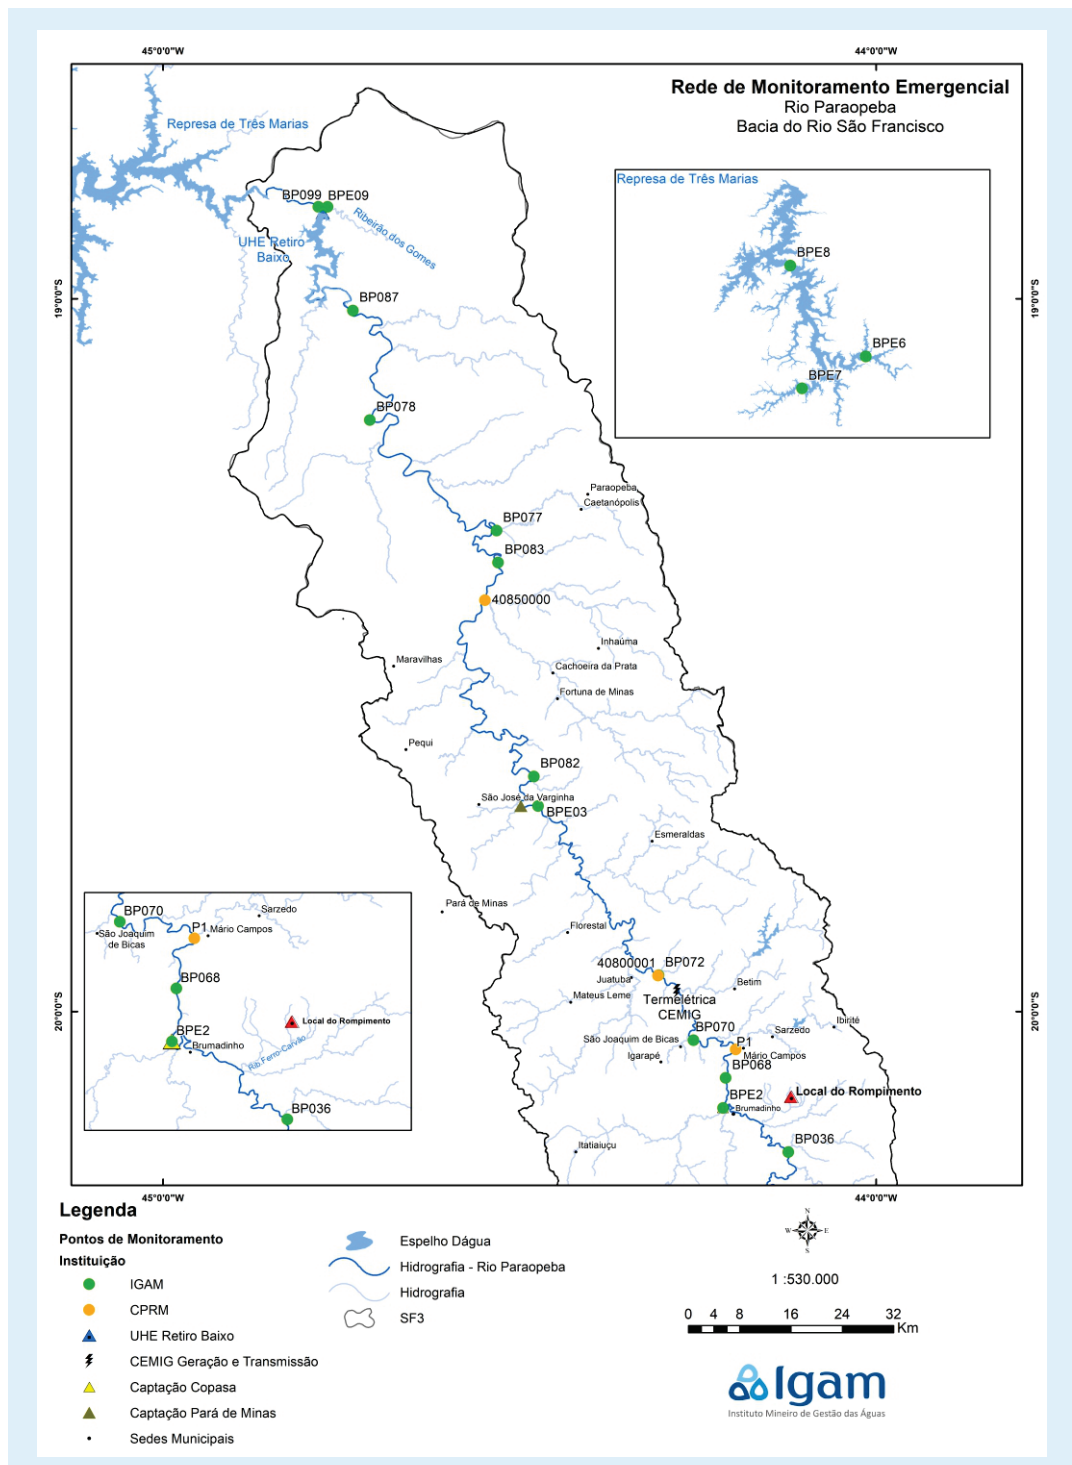 45°0'0"W
44°0'0"W
Rede de Monitoramento Emergencial
Rio Paraopeba
Bacia do Rio São Francisco
Represa de Três Marias
Represa de Três Marias
BP099
BPE09
Ribeirão dos Gomes
UHE Retiro
Baixo
BPE8
19°0'0"S
19°0'0"S
BP087
BPE6
BPE7
BP078
Paraopeba
Caetanópolis
BP077
BP083
40850000
Inhaúma
Maravilhas
Cachoeira da Prata
Fortuna de Minas
Pequi
BP082
São José da Varginha
BPE03
Esmeraldas
Pará de Minas
Florestal
BP070
Sarzedo
P1
Mário Campos
São Joaquim
de Bicas
BP068
Local do Rompimento
BPE2
Brumadinho
Rib. Ferro-Carvão
BP036
40800001
BP072
Juatuba
Betim
Termelétrica
CEMIG
Mateus Leme
20°0'0"S
20°0'0"S
BP070
Ibirité
Sarzedo
São Joaquim de Bicas
P1
Mário Campos
Igarapé
BP068
Local do Rompimento
BPE2
Brumadinho
BP036
Itatiaiuçu
45°0'0"W
44°0'0"W
Legenda
Pontos de Monitoramento
Instituição
IGAM
CPRM
UHE Retiro Baixo
CEMIG Geração e Transmissão
Captação Copasa
Captação Pará de Minas
Sedes Municipais
Espelho Dágua
Hidrografia - Rio Paraopeba
Hidrografia
SF3
N
W
E
S
1 :530.000
0 4 8 16 24 32
Km
Igam
Instituto Mineiro de Gestão das Águas